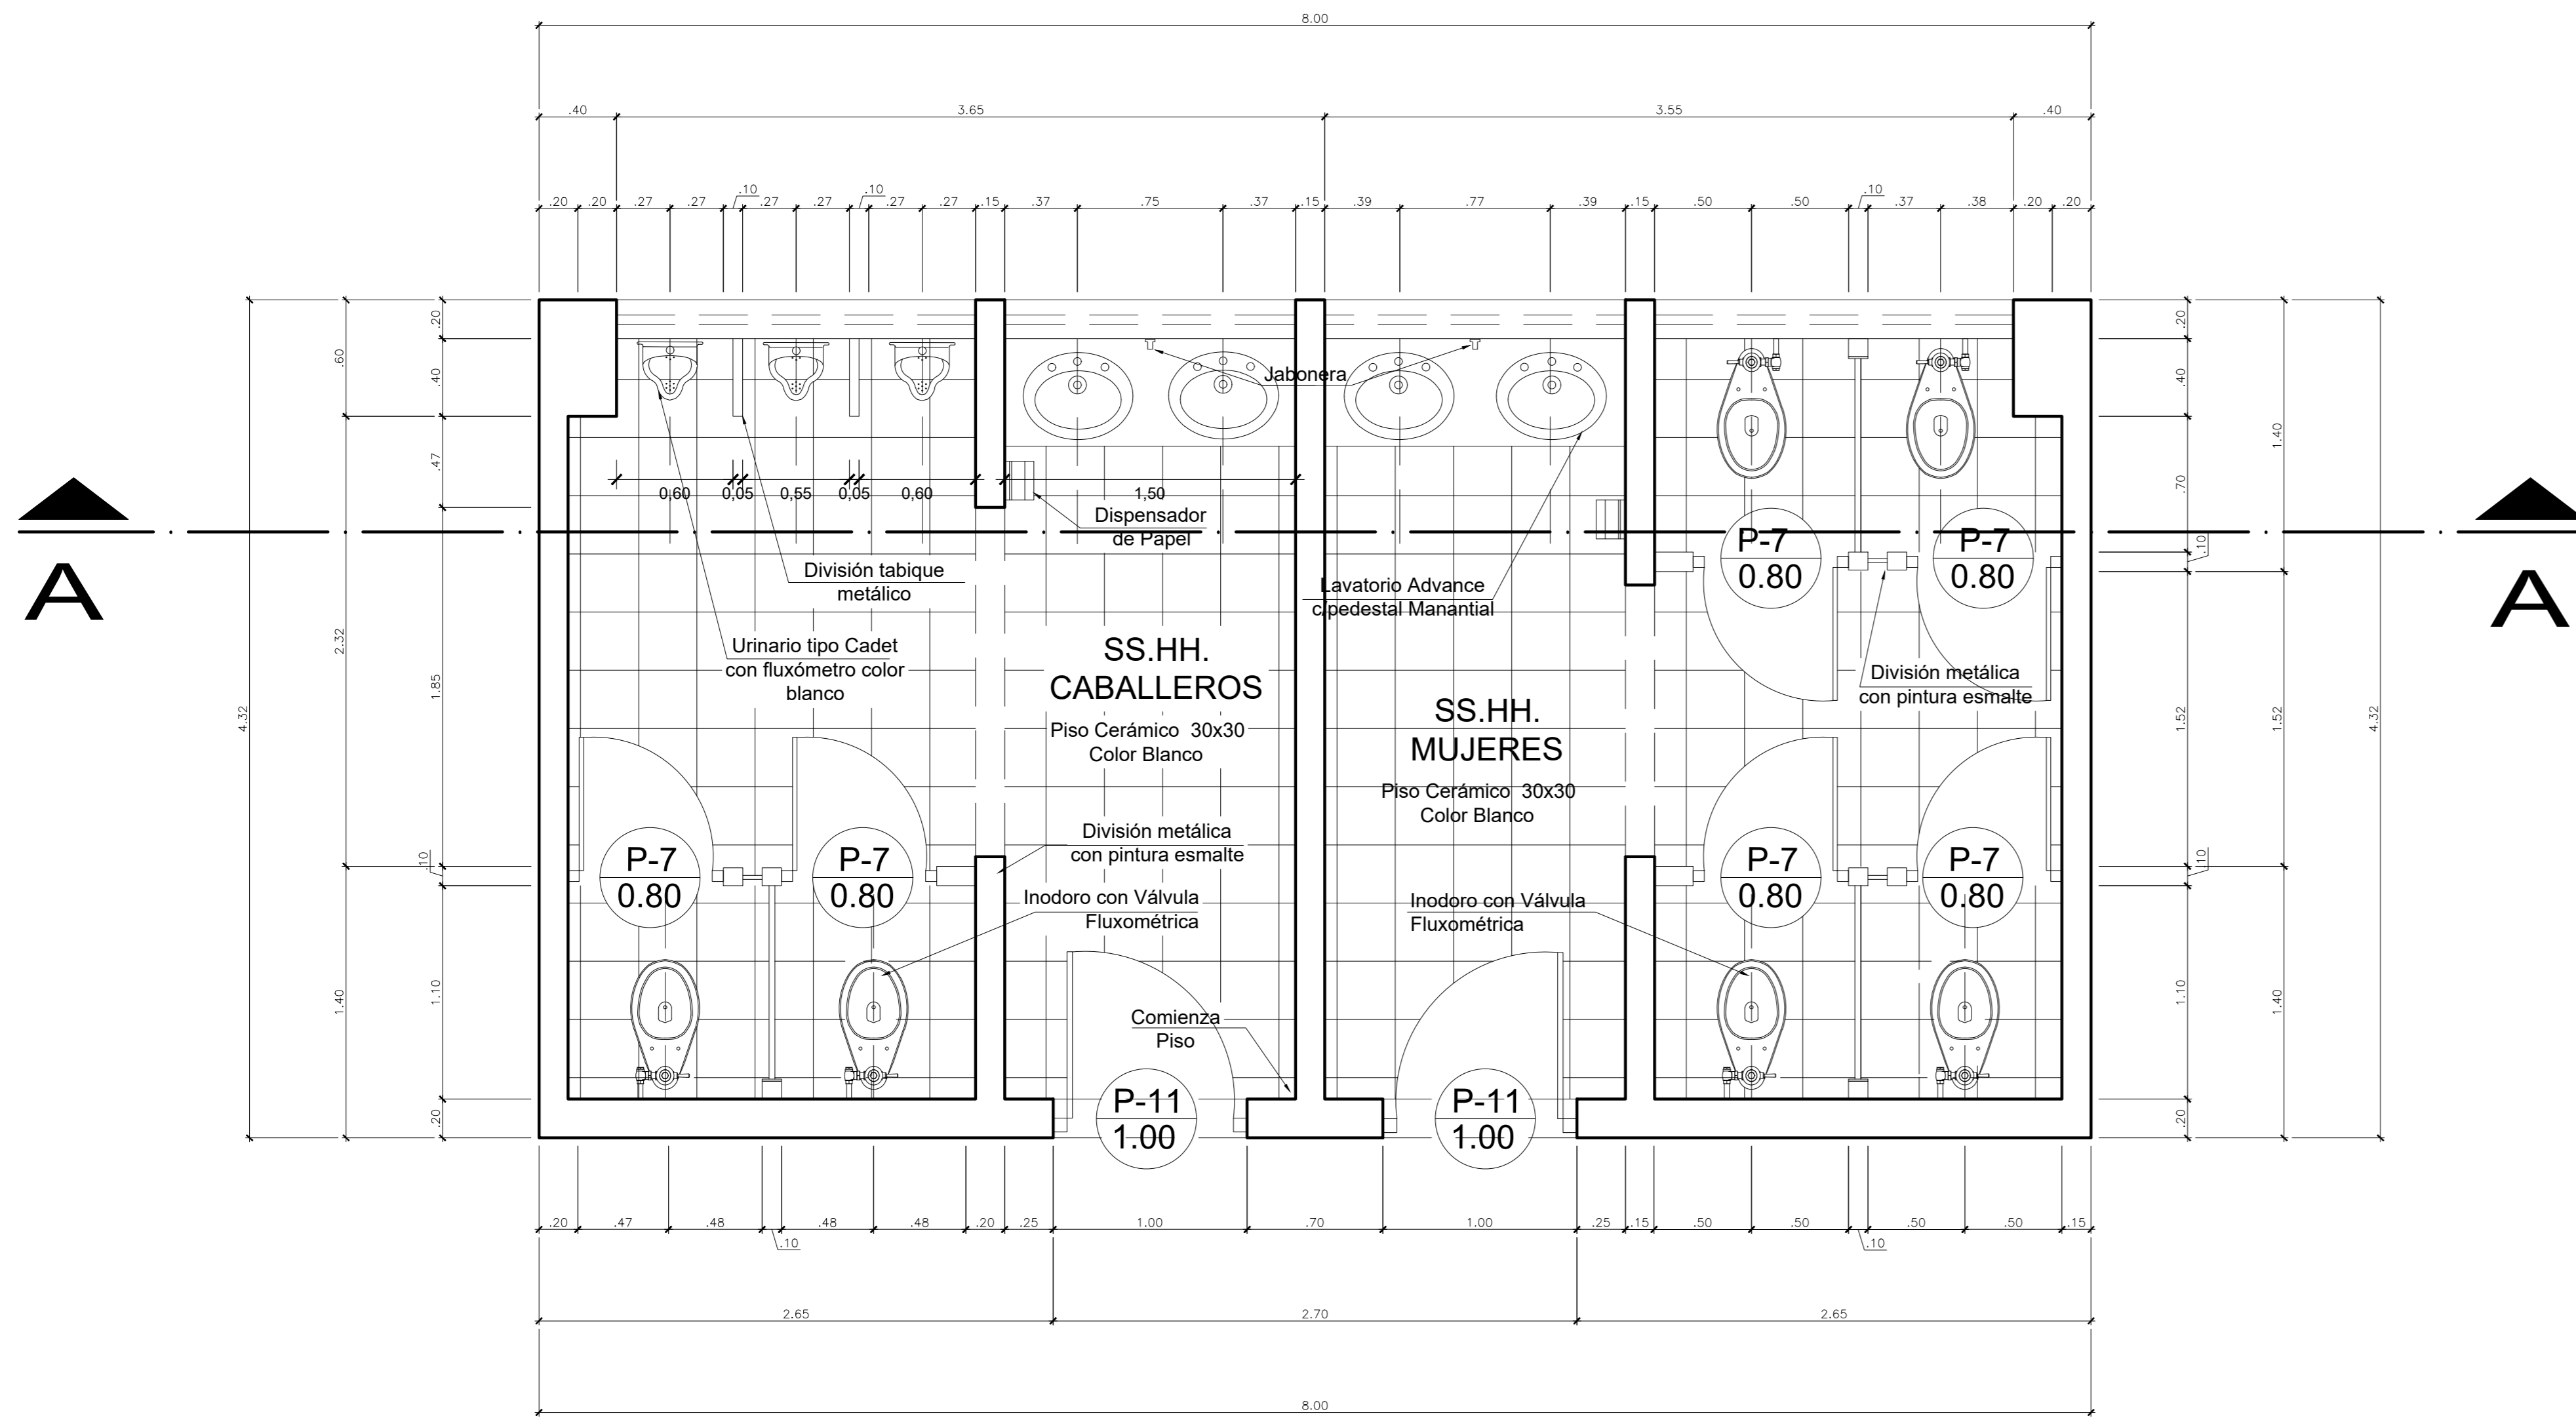 8.00
.40 3.65 3.55 .40
.10 .10 .10
.20 .20 .27 .27 .27 .27 .27 .27 .15 .37 .75 .37 .15 .39 .77 .39 .15 .50 .50 .37 .38 .20 .20
.20
.60
.40
.47
4.32
2.32
1.85
.10
1.40
1.10
.20
A
Jabonera
0,60 0,05 0,55 0,05 0,60 1,50
Dispensador
de Papel
División tabique
metálico
Urinario tipo Cadet
con fluxómetro color
blanco
SS.HH.
CABALLEROS
Piso Cerámico 30x30
Color Blanco
Lavatorio Advance
c/pedestal Manantial
SS.HH.
MUJERES
Piso Cerámico 30x30
Color Blanco
P-7
0.80
P-7
0.80
División metálica
con pintura esmalte
P-7
0.80
P-7
0.80
División metálica
con pintura esmalte
Inodoro con Válvula
Fluxométrica
Inodoro con Válvula
Fluxométrica
P-7
0.80
P-7
0.80
Comienza
Piso
P-11
1.00
P-11
1.00
.20
.40
1.40
.70
.10
1.52
1.52
4.32
.10
1.10
1.40
.20
A
.20 .47 .48 .48 .48 .20 .25 1.00 .70 1.00 .25 .15 .50 .50 .50 .50 .15
.10 .10
2.65 2.70 2.65
8.00